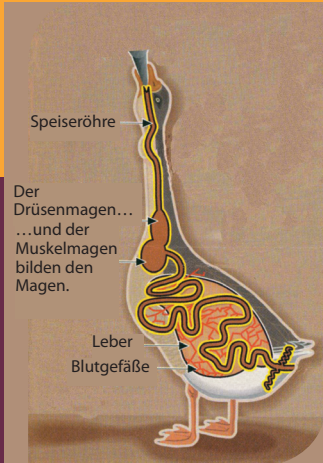 Speiseröhre
Der
Drüsenmagen…
…und der
Muskelmagen
bilden den
Magen.
Leber
Blutgefäße